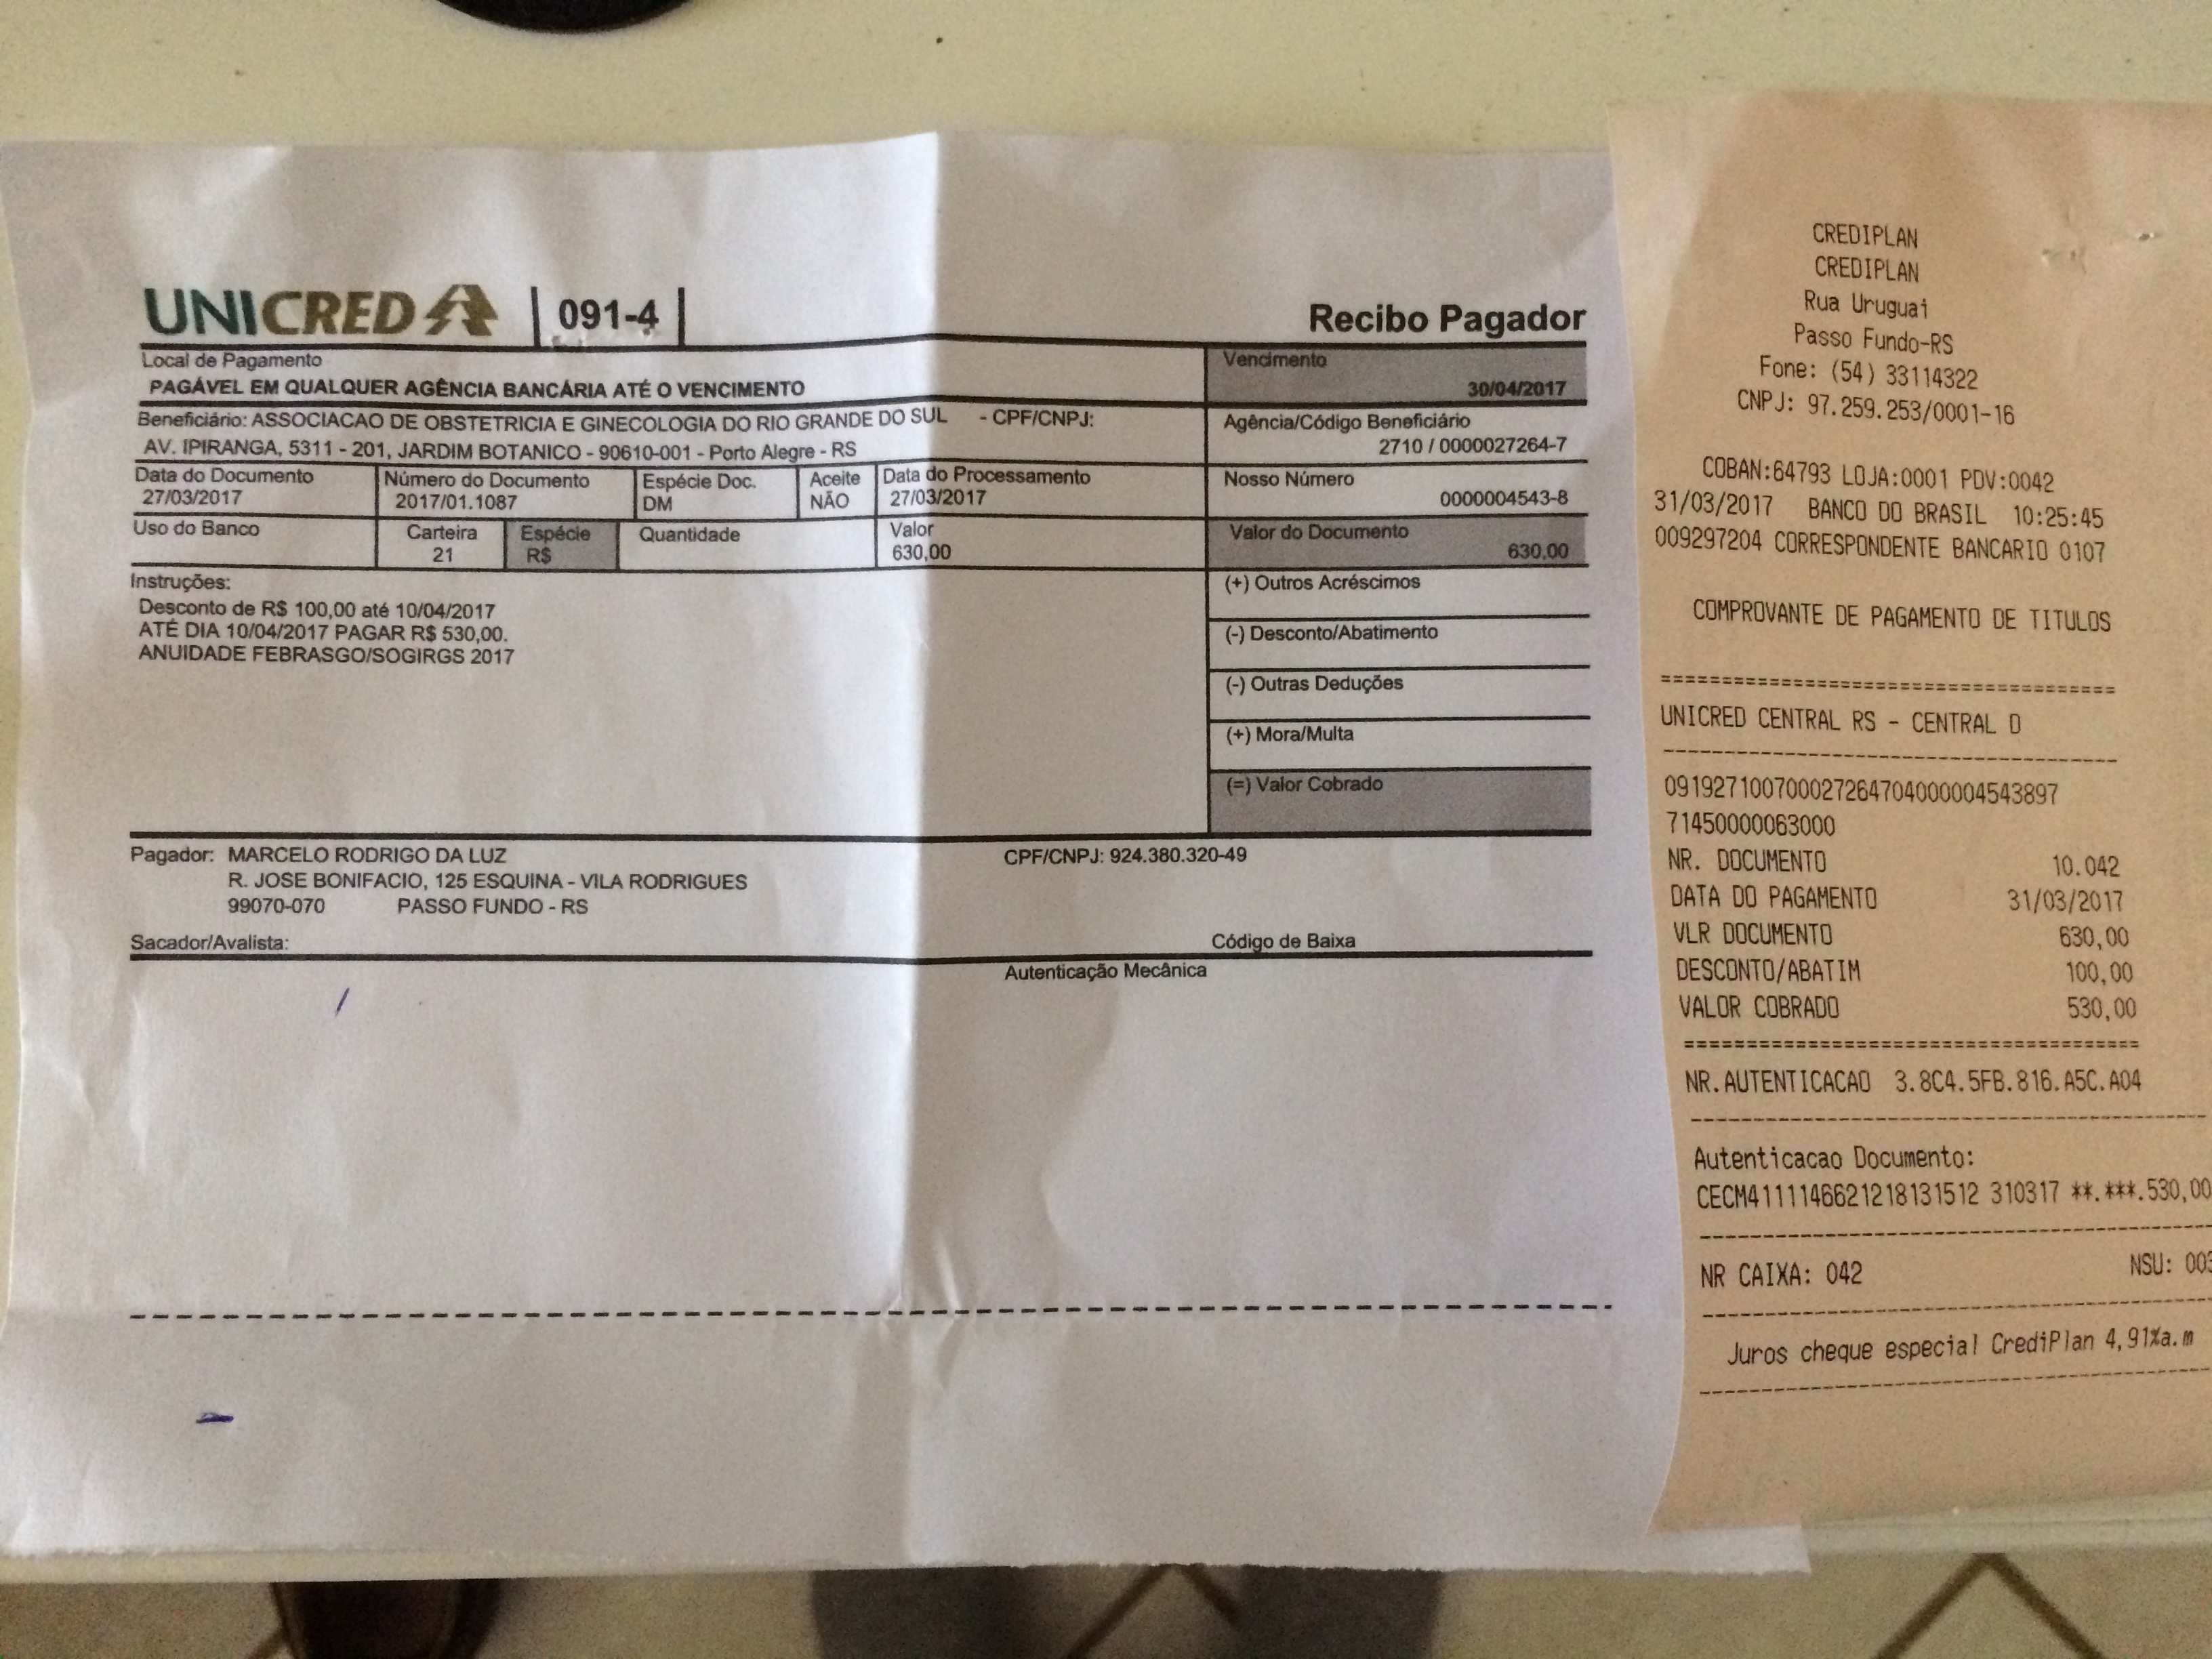 UNICRED 091-4 Recibo Pagador
Local de Pagamento
PAGÁVEL EM QUALQUER AGÊNCIA BANCÁRIA ATÉ O VENCIMENTO
Vencimento
30/04/2017
Beneficiário: ASSOCIACAO DE OBSTETRICIA E GINECOLOGIA DO RIO GRANDE DO SUL - CPF/CNPJ:
AV. IPIRANGA, 5311 - 201, JARDIM BOTANICO - 90610-001 - Porto Alegre - RS
Agência/Código Beneficiário
2710 / 0000027264-7
Data do Documento
27/03/2017
Número do Documento
2017/01.1087
Espécie Doc.
DM
Aceite
NÃO
Data do Processamento
27/03/2017
Nosso Número
0000004543-8
Uso do Banco
Carteira
21
Espécie
R$
Quantidade
Valor
630,00
Valor do Documento
630,00
Instruções:
Desconto de R$ 100,00 até 10/04/2017
ATÉ DIA 10/04/2017 PAGAR R$ 530,00.
ANUIDADE FEBRASGO/SOGIRGS 2017
(+) Outros Acréscimos
(-) Desconto/Abatimento
(-) Outras Deduções
(+) Mora/Multa
(=) Valor Cobrado
Pagador: MARCELO RODRIGO DA LUZ CPF/CNPJ: 924.380.320-49
R. JOSE BONIFACIO, 125 ESQUINA - VILA RODRIGUES
99070-070 PASSO FUNDO - RS
Sacador/Avalista: Código de Baixa
Autenticação Mecânica
CREDIPLAN
CREDIPLAN
Rua Uruguai
Passo Fundo-RS
Fone: (54) 33114322
CNPJ: 97.259.253/0001-16
COBAN:64793 LOJA:0001 PDV:0042
31/03/2017 BANCO DO BRASIL 10:25:45
009297204 CORRESPONDENTE BANCARIO 0107
COMPROVANTE DE PAGAMENTO DE TITULOS
UNICRED CENTRAL RS - CENTRAL D
091927100700027264704000004543897
71450000063000
NR. DOCUMENTO 10.042
DATA DO PAGAMENTO 31/03/2017
VLR DOCUMENTO 630,00
DESCONTO/ABATIM 100,00
VALOR COBRADO 530,00
NR.AUTENTICACAO 3.8C4.5FB.816.A5C.A04
Autenticacao Documento:
CECM41111466212181315​12 310317 **.***.530,00
NR CAIXA: 042 NSU: 003
Juros cheque especial CrediPlan 4,91%a.m